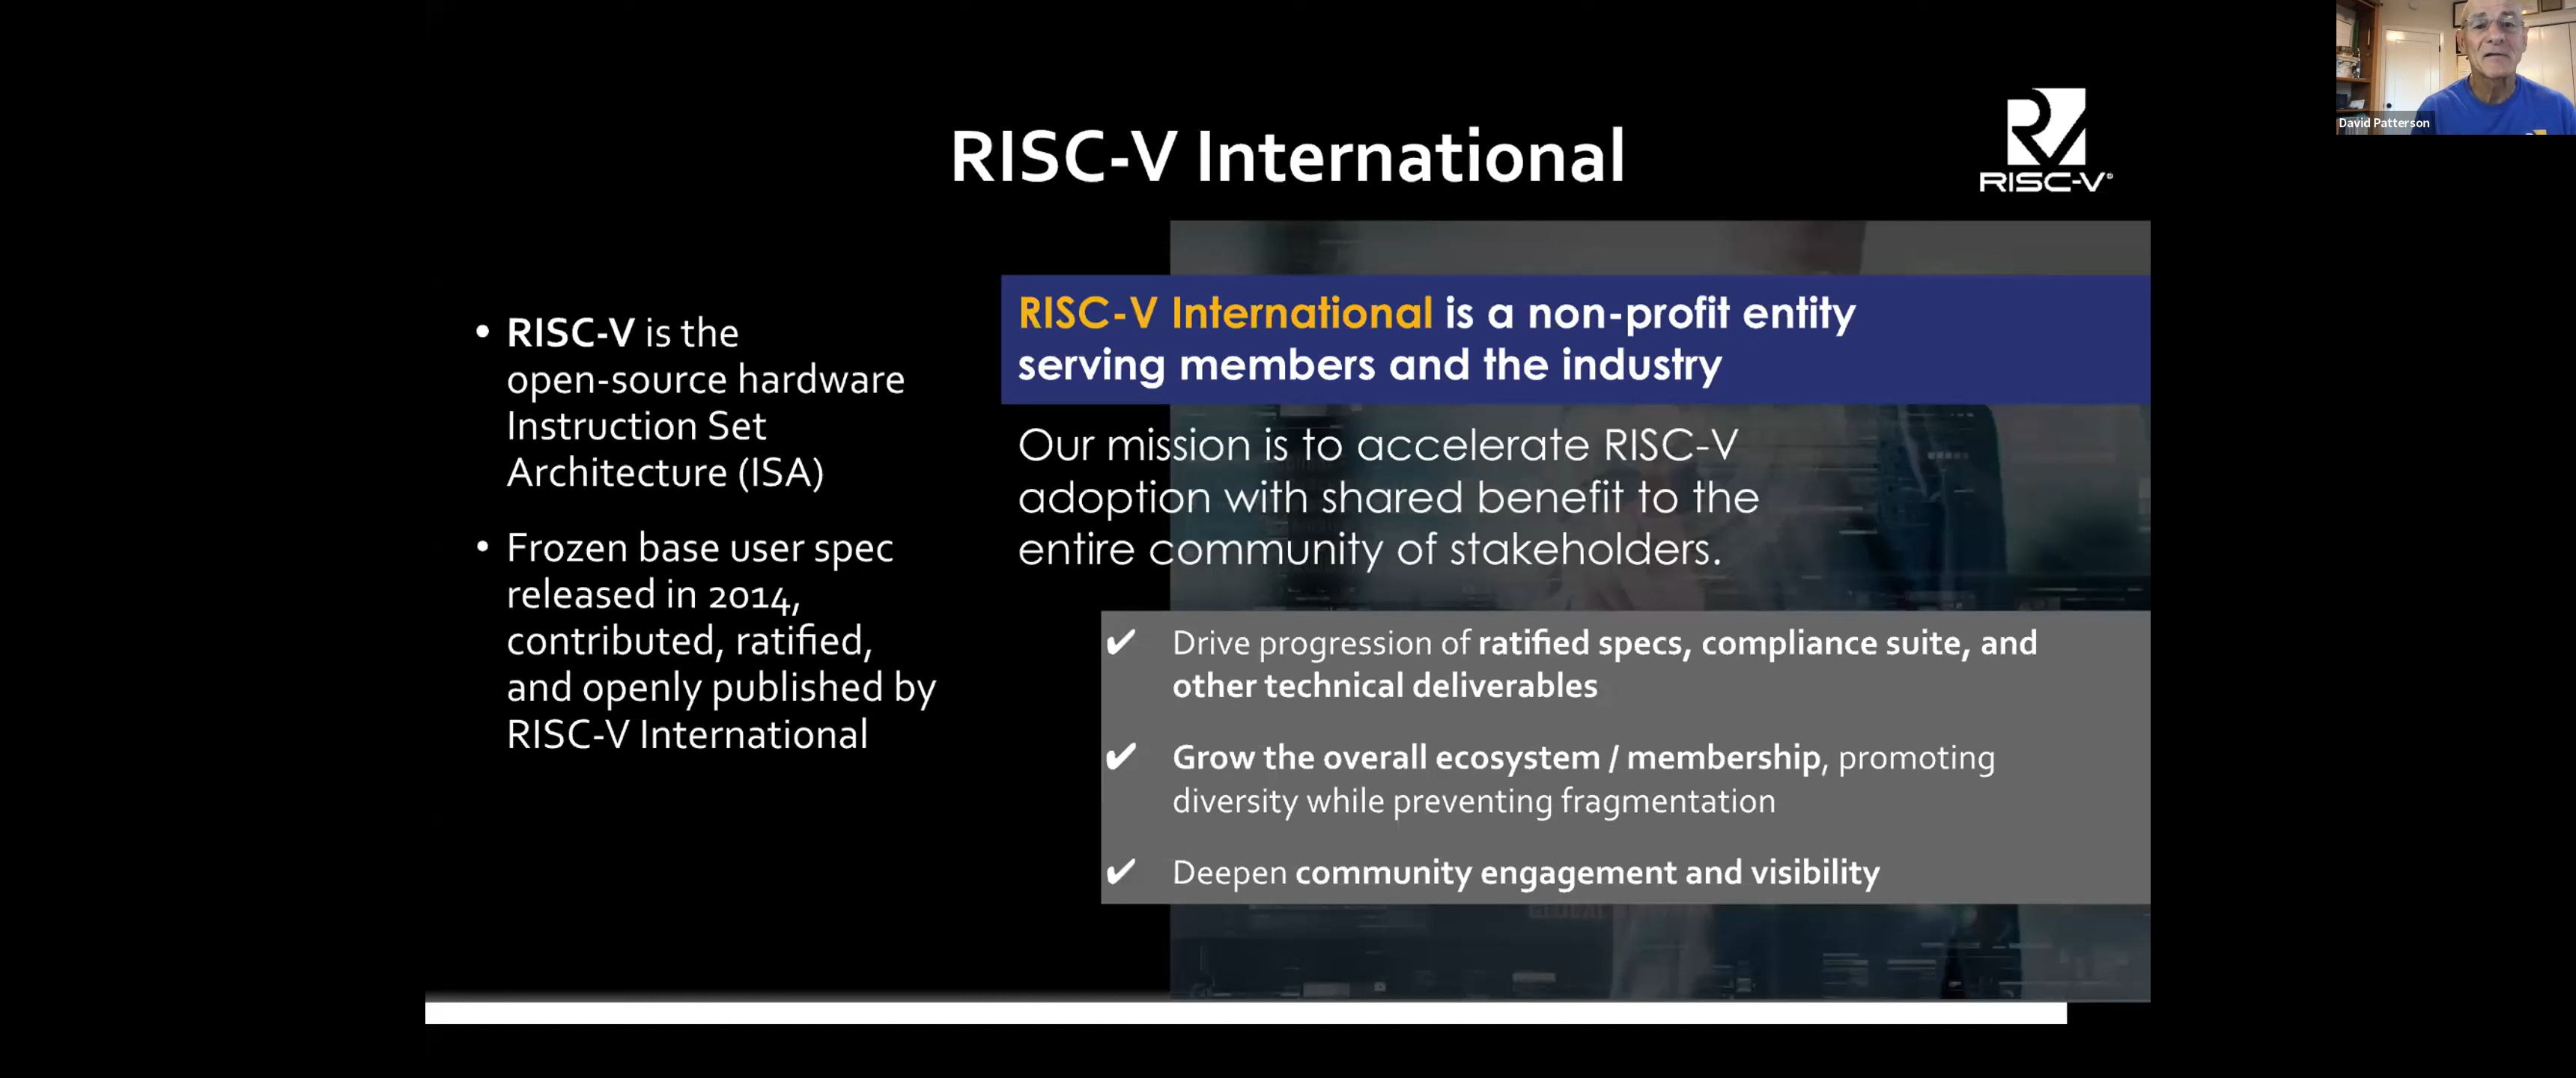 RISC-V International
RISC-V®
David Patterson
• RISC-V is the
open-source hardware
Instruction Set
Architecture (ISA)
• Frozen base user spec
released in 2014,
contributed, ratified,
and openly published by
RISC-V International
RISC-V International is a non-profit entity
serving members and the industry
Our mission is to accelerate RISC-V
adoption with shared benefit to the
entire community of stakeholders.
✔ Drive progression of ratified specs, compliance suite, and
other technical deliverables
✔ Grow the overall ecosystem / membership, promoting
diversity while preventing fragmentation
✔ Deepen community engagement and visibility
GLOBAL